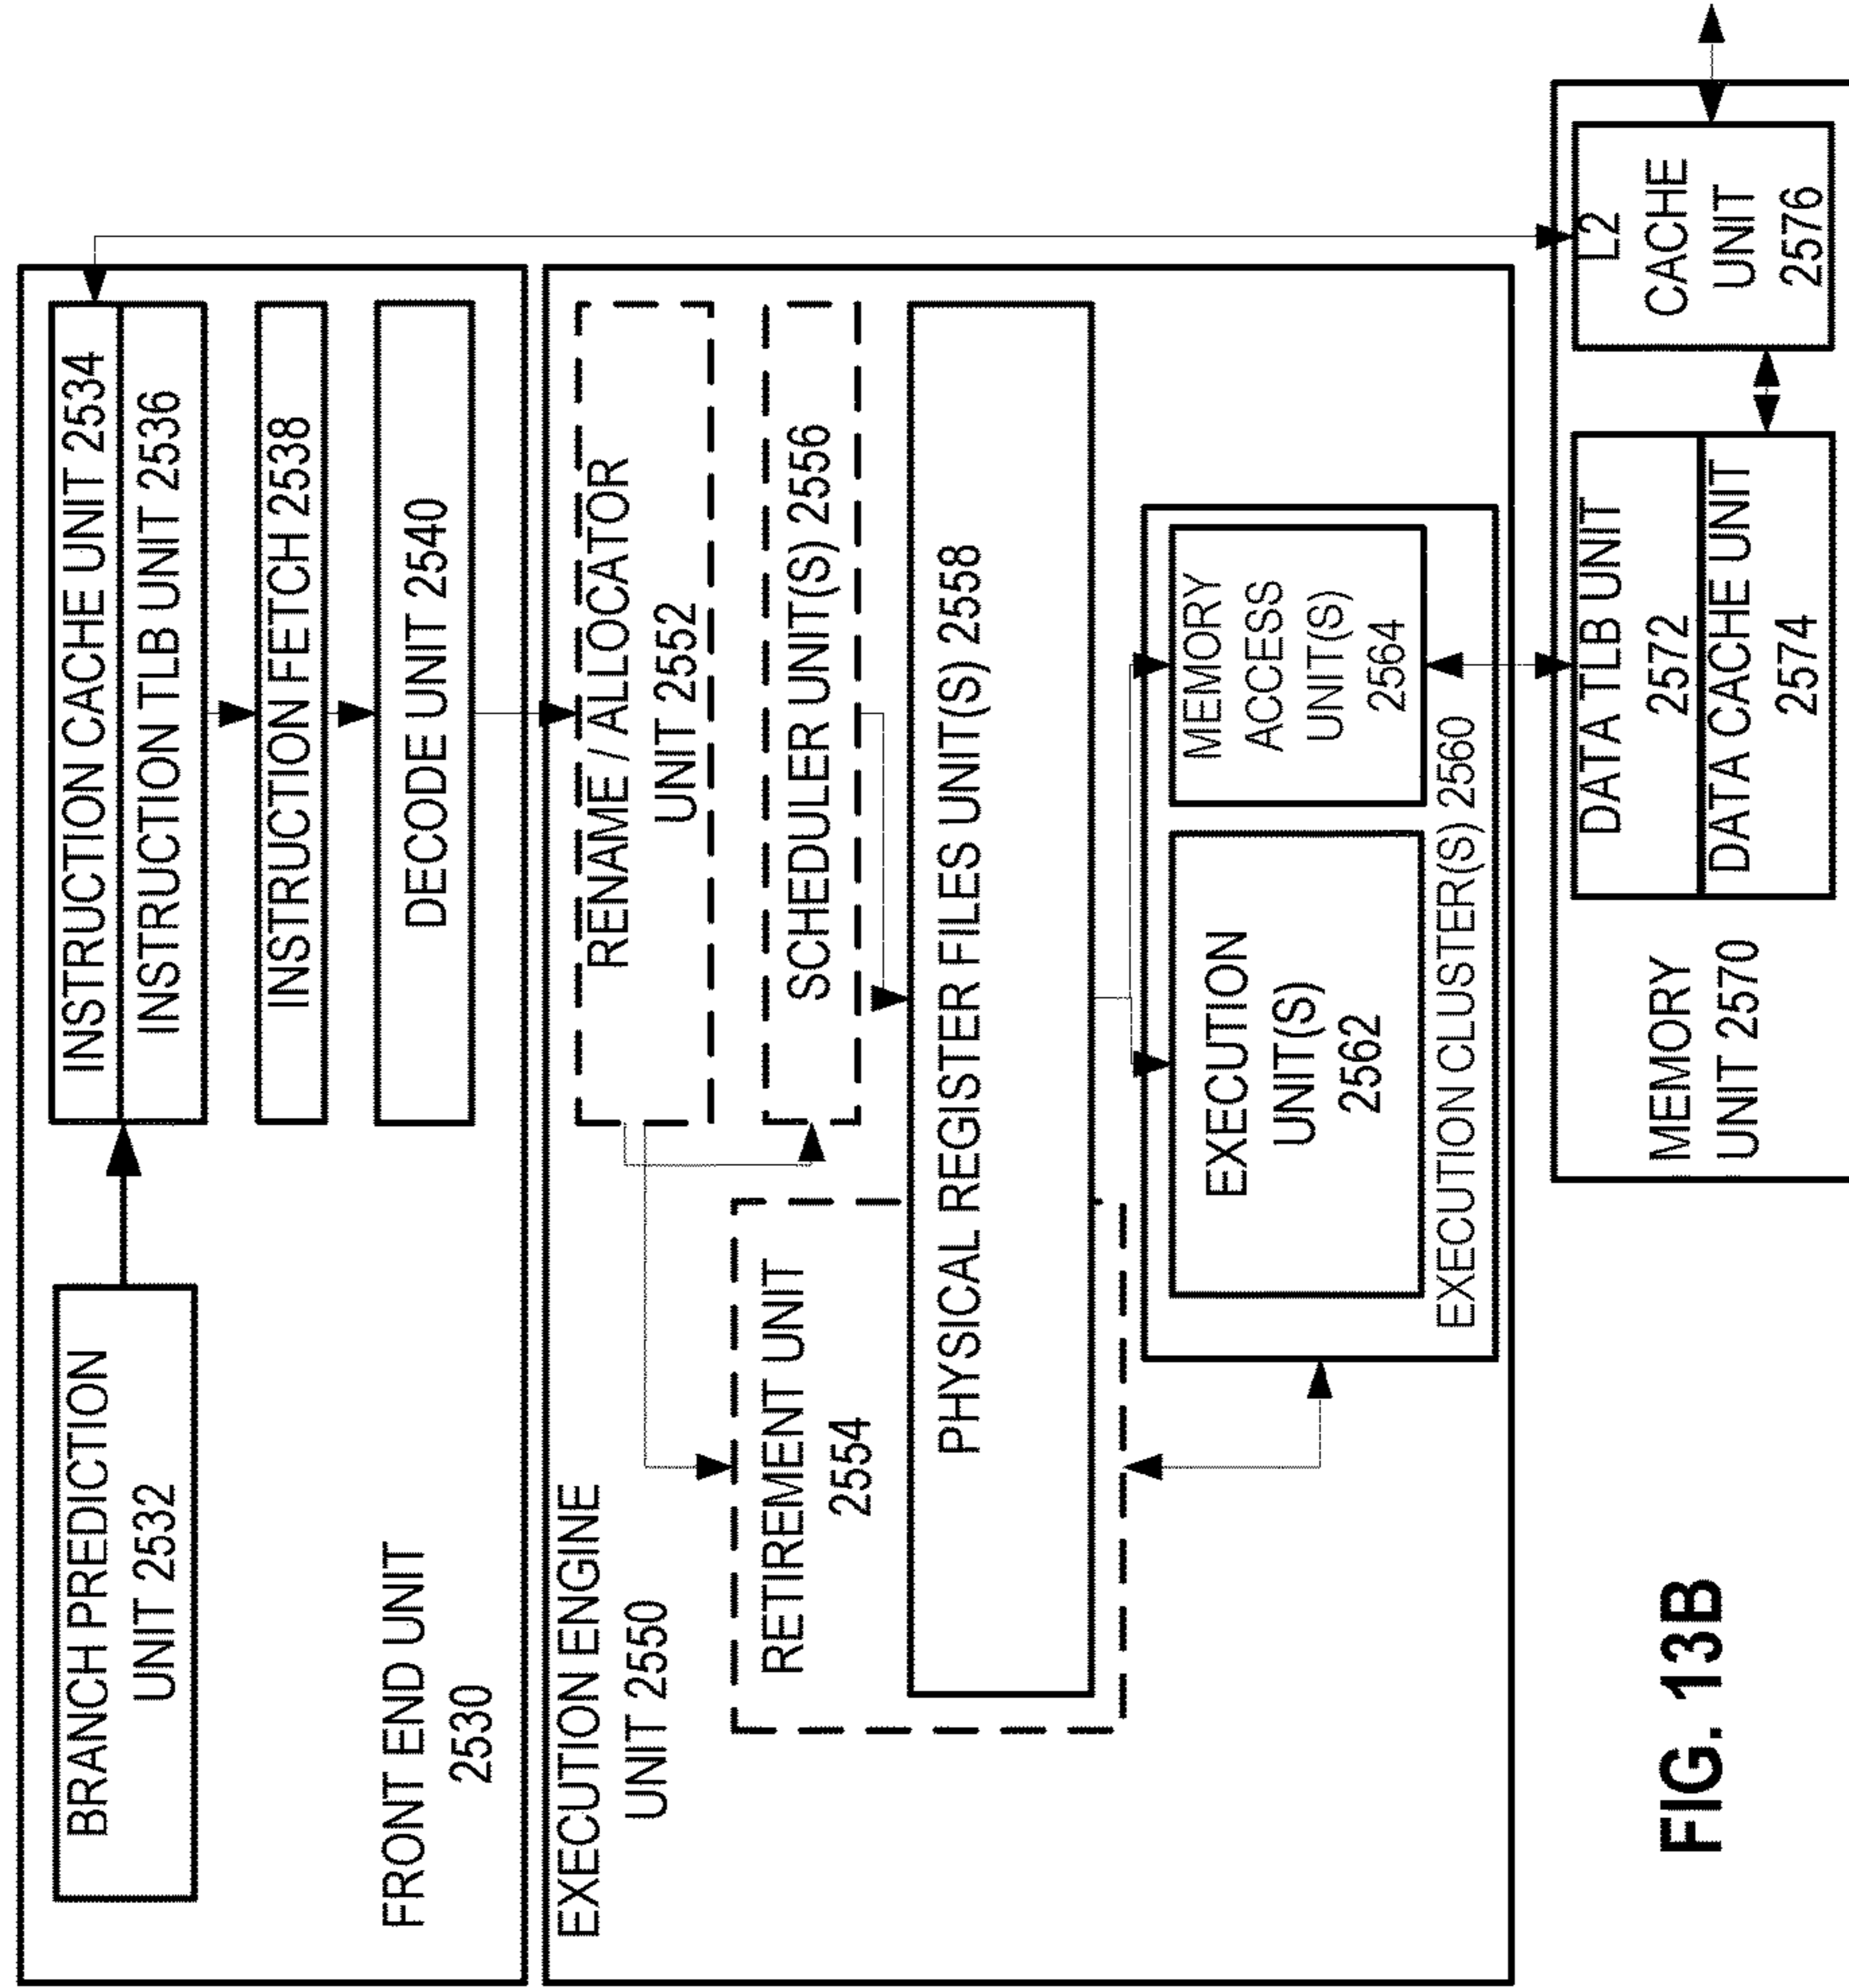 BRANCH PREDICTION
UNIT 2532
INSTRUCTION CACHE UNIT 2534
INSTRUCTION TLB UNIT 2536
INSTRUCTION FETCH 2538
DECODE UNIT 2540
FRONT END UNIT
2530
EXECUTION ENGINE
UNIT 2550
RENAME / ALLOCATOR
UNIT 2552
RETIREMENT UNIT
2554
SCHEDULER UNIT(S) 2556
PHYSICAL REGISTER FILES UNIT(S) 2558
EXECUTION
UNIT(S)
2562
MEMORY
ACCESS
UNIT(S)
2564
EXECUTION CLUSTER(S) 2560
MEMORY
UNIT 2570
DATA TLB UNIT
2572
DATA CACHE UNIT
2574
L2
CACHE
UNIT
2576
FIG. 13B